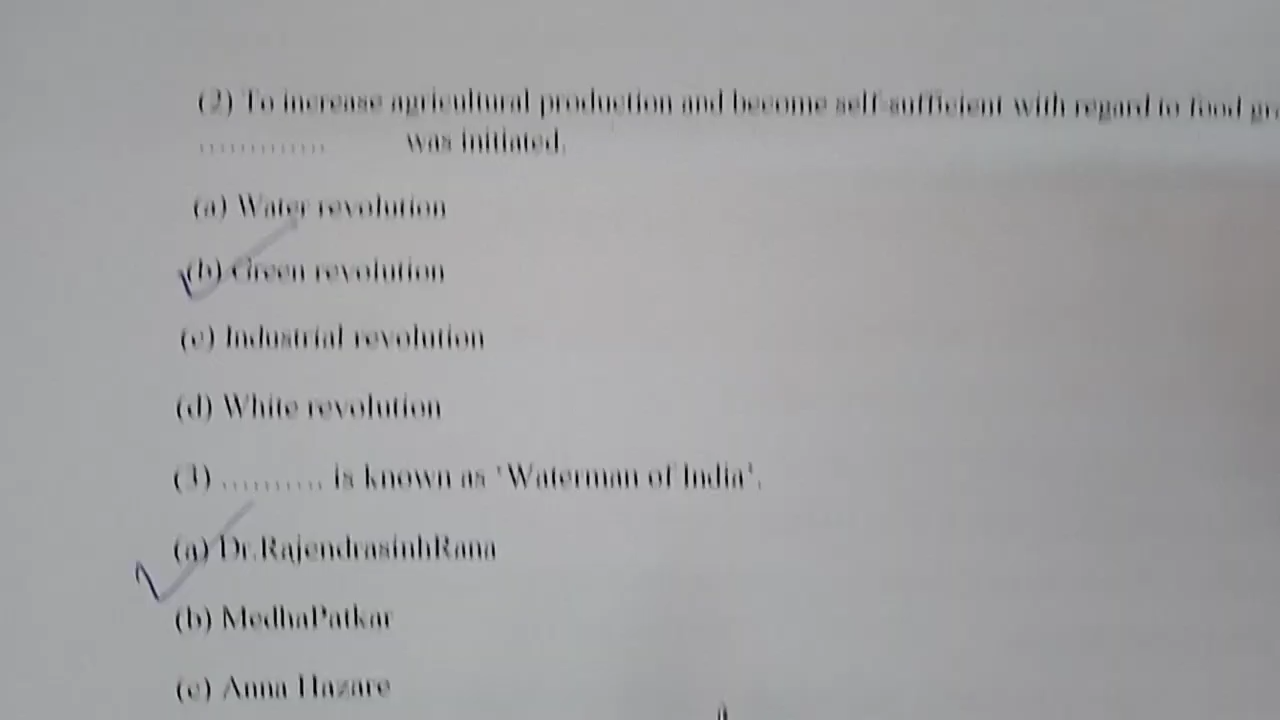 (2) To increase agricultural production and become self-sufficient with regard to food
............. was initiated.
(a) Water revolution
(b) Green revolution
(c) Industrial revolution
(d) White revolution
(3) .......... is known as 'Waterman of India'.
(a) Dr.RajendrasinhRana
(b) MedhaPatkar
(c) Anna Hazare